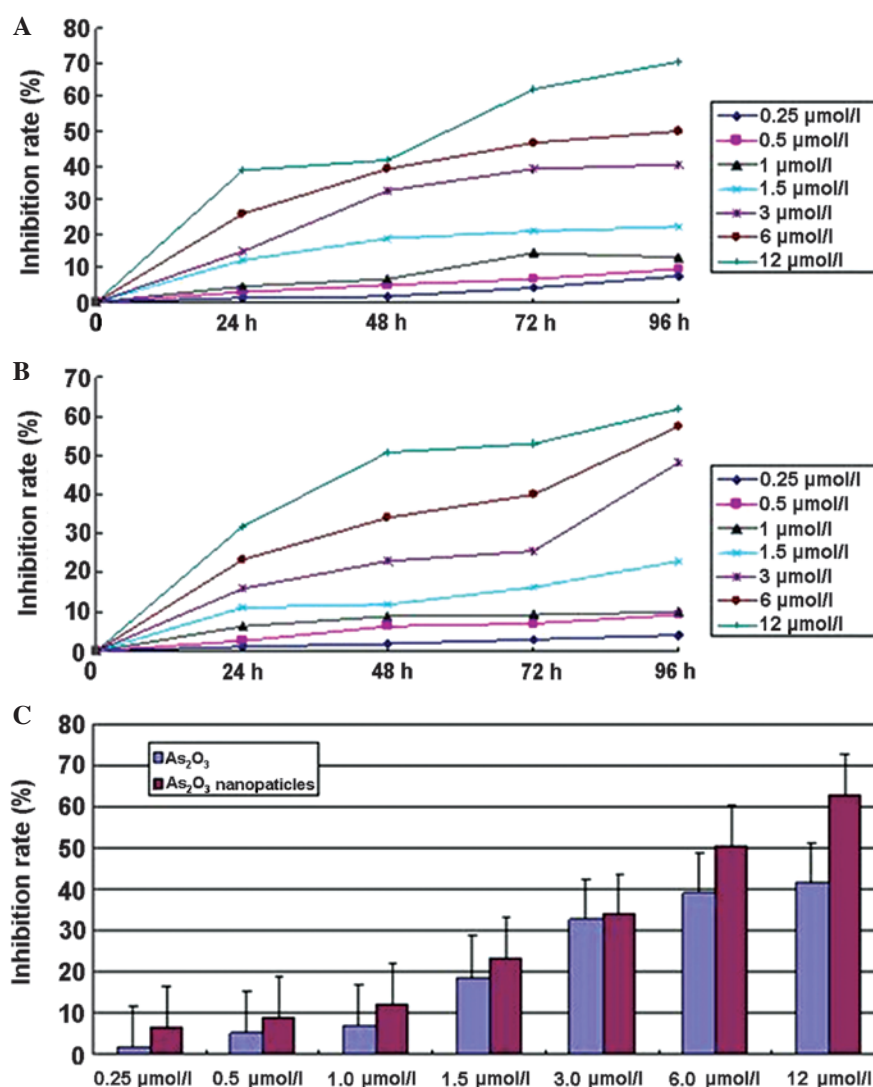 A
Inhibition rate (%)
80
70
60
50
40
30
20
10
0
0 24 h 48 h 72 h 96 h
0.25 µmol/l
0.5 µmol/l
1 µmol/l
1.5 µmol/l
3 µmol/l
6 µmol/l
12 µmol/l
B
Inhibition rate (%)
70
60
50
40
30
20
10
0
0 24 h 48 h 72 h 96 h
0.25 µmol/l
0.5 µmol/l
1 µmol/l
1.5 µmol/l
3 µmol/l
6 µmol/l
12 µmol/l
C
Inhibition rate (%)
80
70
60
50
40
30
20
10
0
As₂O₃
As₂O₃ nanopaticles
0.25 µmol/l 0.5 µmol/l 1.0 µmol/l 1.5 µmol/l 3.0 µmol/l 6.0 µmol/l 12 µmol/l